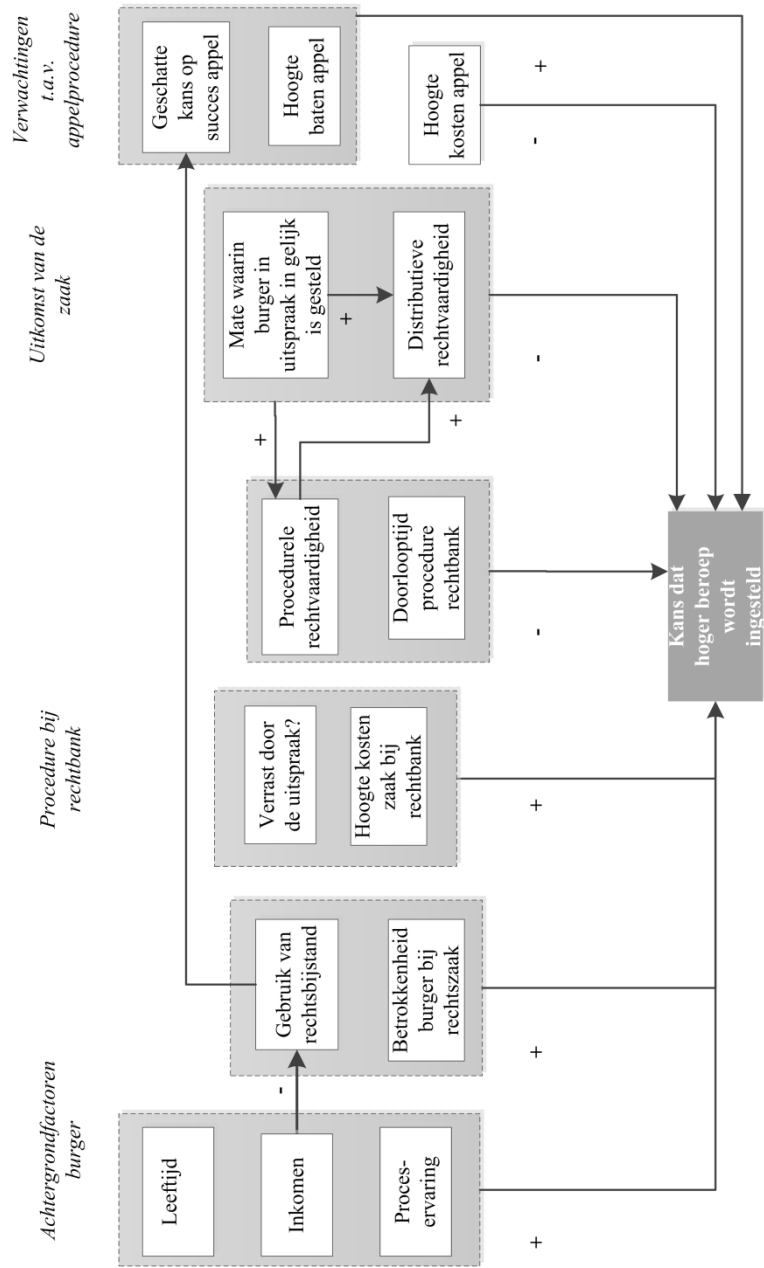 Achtergrondfactoren
burger
Procedure bij
rechtbank
Uitkomst van de
zaak
Verwachtingen
t.a.v.
appelprocedure
Leeftijd
Inkomen
Proces-
ervaring
+
-
Gebruik van
rechtsbijstand
Betrokkenheid
burger bij
rechtszaak
+
Verrast door
de uitspraak?
Hoogte kosten
zaak bij
rechtbank
+
Procedurele
rechtvaardigheid
Doorlooptijd
procedure
rechtbank
-
+
+
Mate waarin
burger in
uitspraak in gelijk
is gesteld
+
Distributieve
rechtvaardigheid
-
Geschatte
kans op
succes appel
Hoogte
baten appel
Hoogte
kosten appel
-
+
Kans dat
hoger beroep
wordt
ingesteld